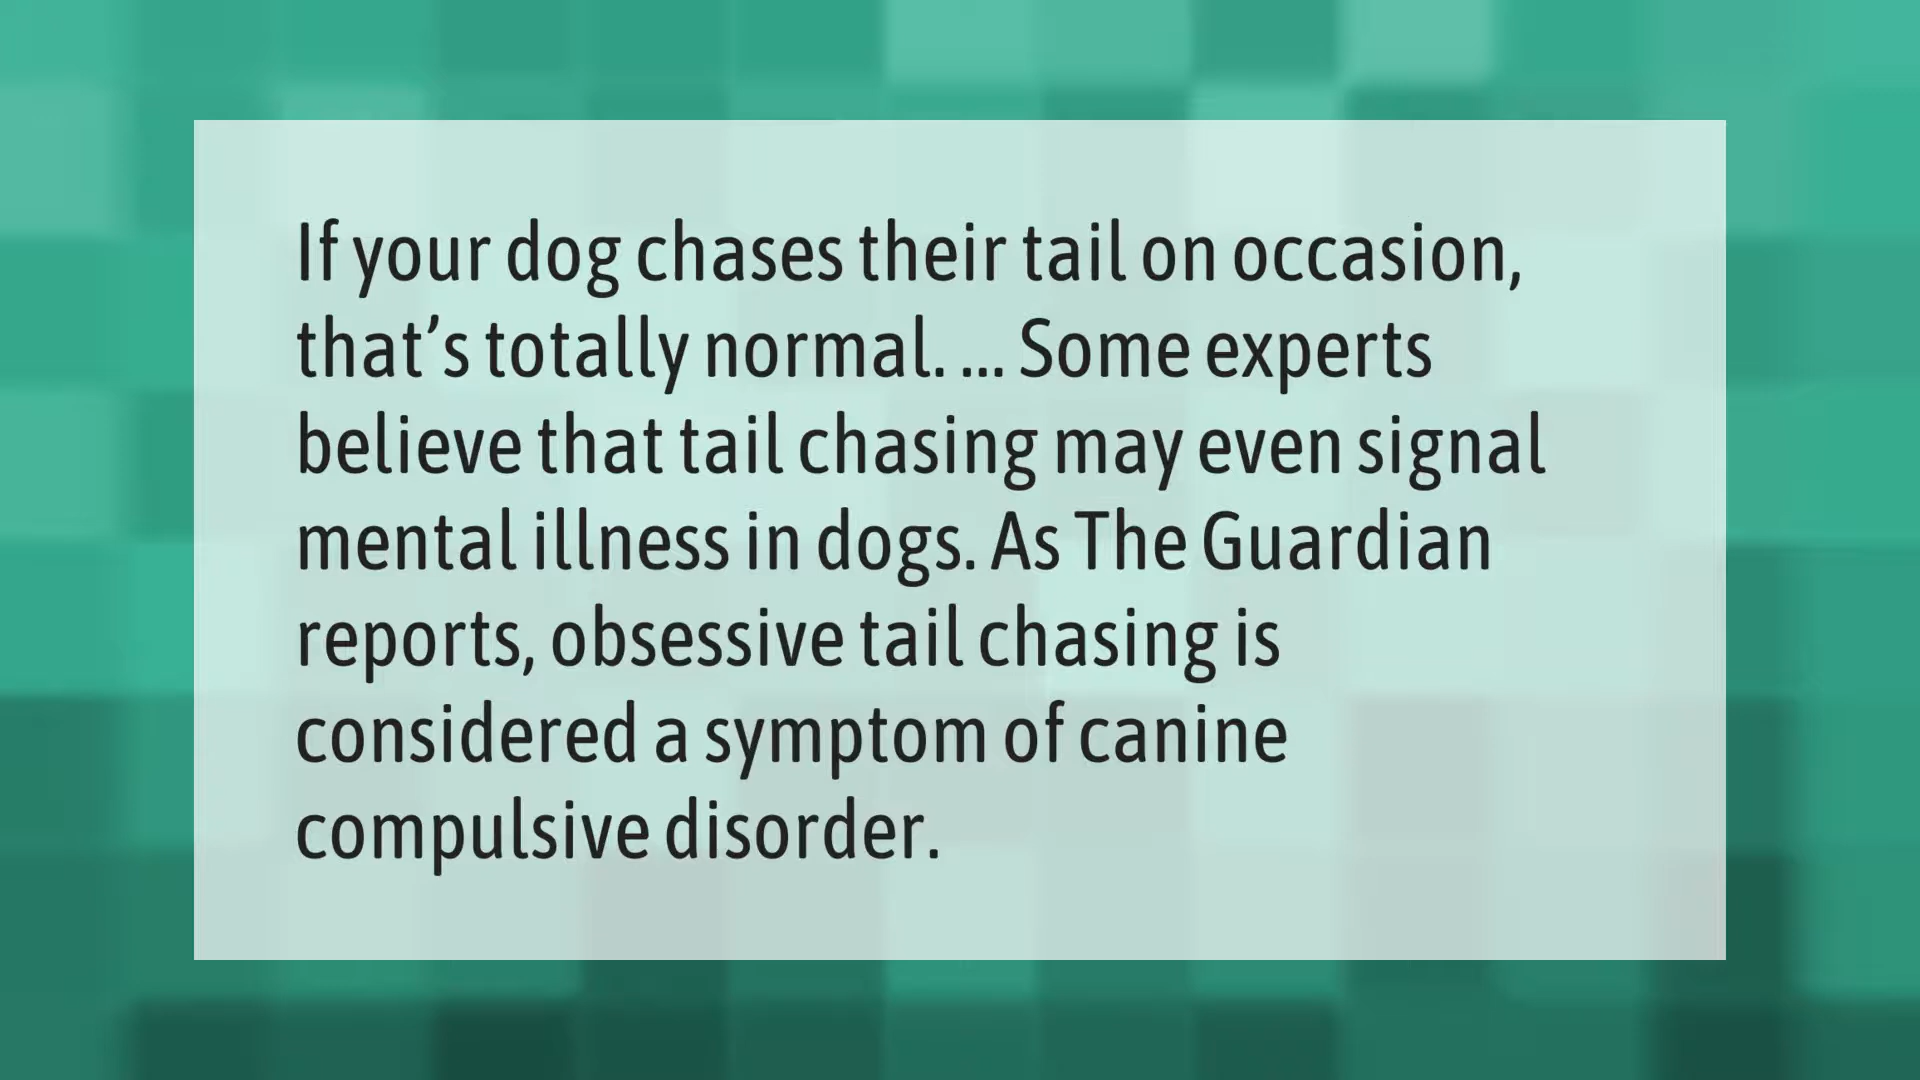 If your dog chases their tail on occasion,
that’s totally normal. ... Some experts
believe that tail chasing may even signal
mental illness in dogs. As The Guardian
reports, obsessive tail chasing is
considered a symptom of canine
compulsive disorder.